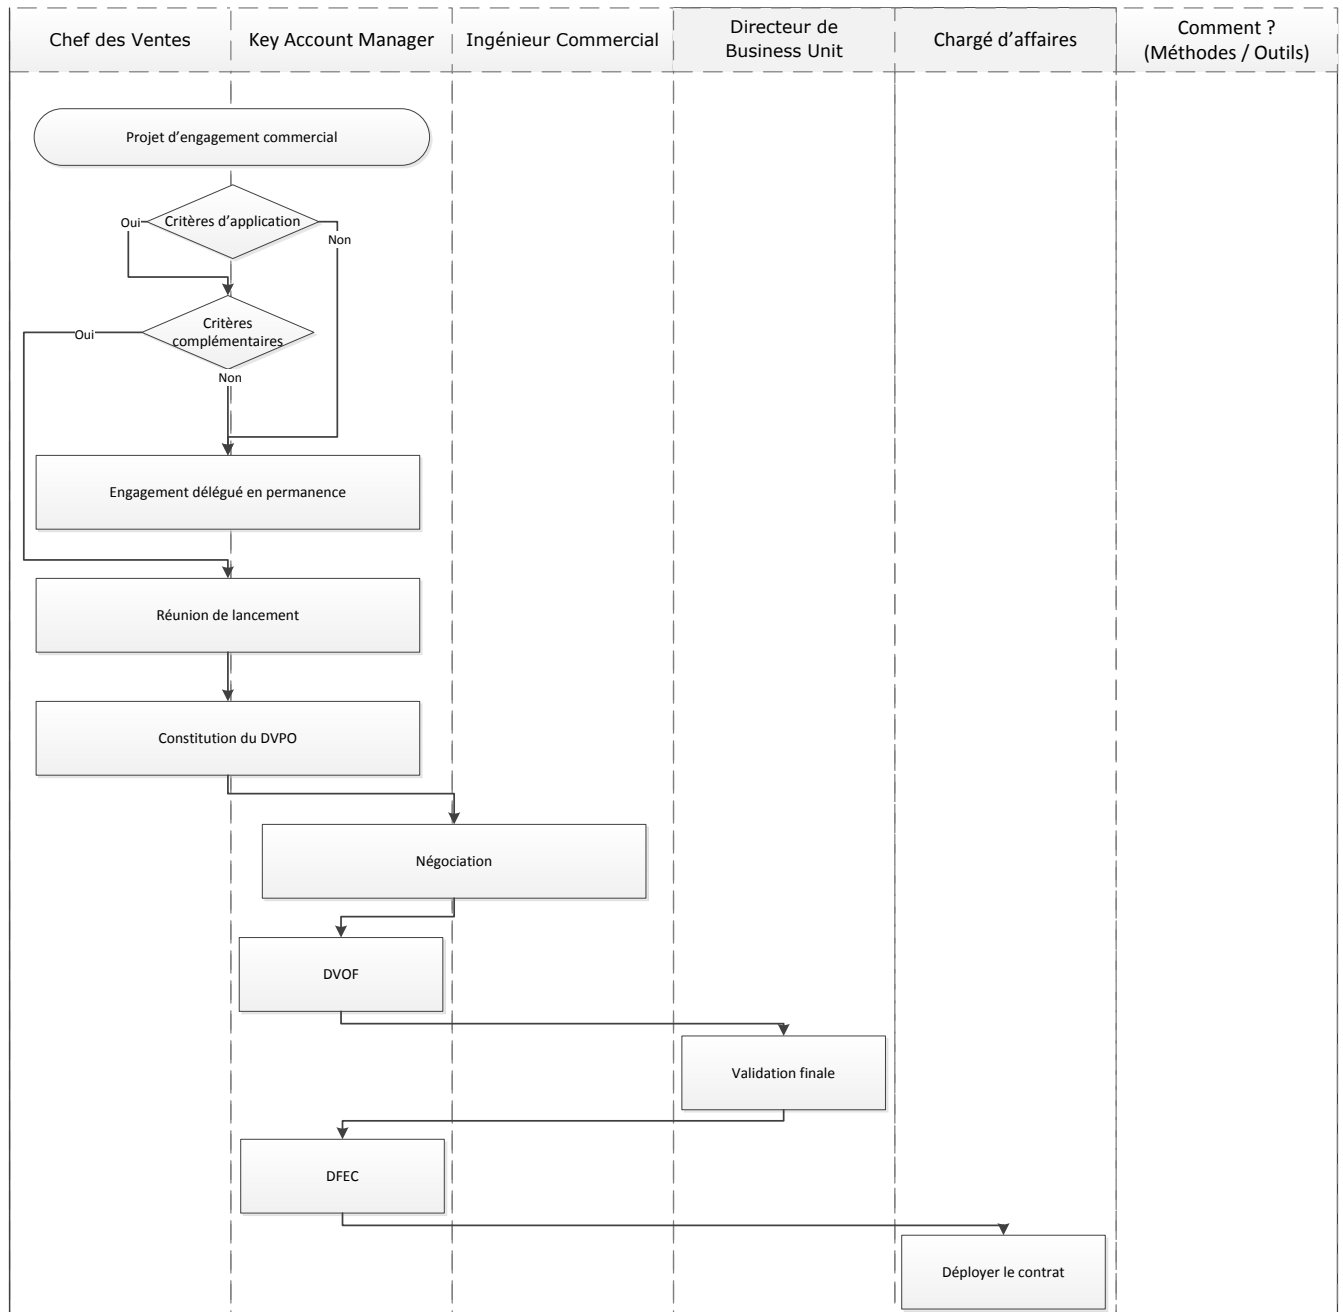 Chef des Ventes
Key Account Manager
Ingénieur Commercial
Directeur de
Business Unit
Chargé d’affaires
Comment ?
(Méthodes / Outils)
Projet d’engagement commercial
Critères d’application
Oui
Non
Critères
complémentaires
Oui
Non
Engagement délégué en permanence
Réunion de lancement
Constitution du DVPO
Négociation
DVOF
Validation finale
DFEC
Déployer le contrat